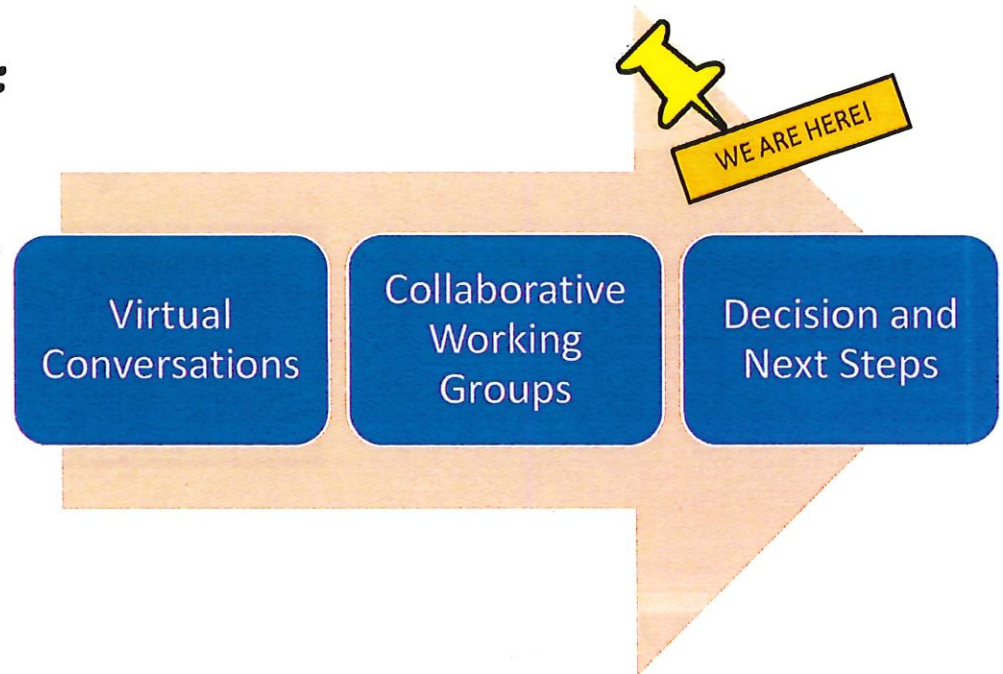 WE ARE HERE!
Virtual
Conversations
Collaborative
Working
Groups
Decision and
Next Steps